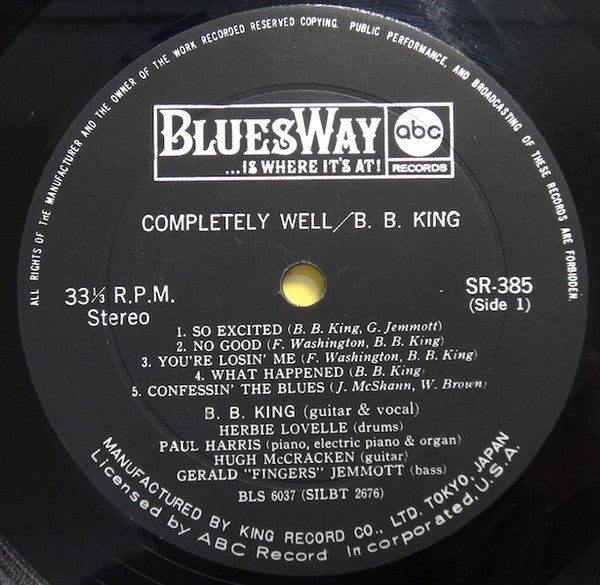 ALL RIGHTS OF THE MANUFACTURER AND THE OWNER OF THE WORK RECORDED RESERVED COPYING, PUBLIC PERFORMANCE, AND BROADCASTING OF THESE RECORDS ARE FORBIDDEN.
BLUESWAY
...IS WHERE IT'S AT!
abc
RECORDS
COMPLETELY WELL/B. B. KING
33⅓ R.P.M.
Stereo
SR-385
(Side 1)
1. SO EXCITED (B. B. King, G. Jemmott)
2. NO GOOD (F. Washington, B. B. King)
3. YOU'RE LOSIN' ME (F. Washington, B. B. King)
4. WHAT HAPPENED (B. B. King)
5. CONFESSIN' THE BLUES (J. McShann, W. Brown)
B. B. KING (guitar & vocal)
HERBIE LOVELLE (drums)
PAUL HARRIS (piano, electric piano & organ)
HUGH McCRACKEN (guitar)
GERALD "FINGERS" JEMMOTT (bass)
BLS 6037 (SILBT 2676)
MANUFACTURED BY KING RECORD CO., LTD. TOKYO, JAPAN
Licensed by ABC Record Incorporated, U.S.A.